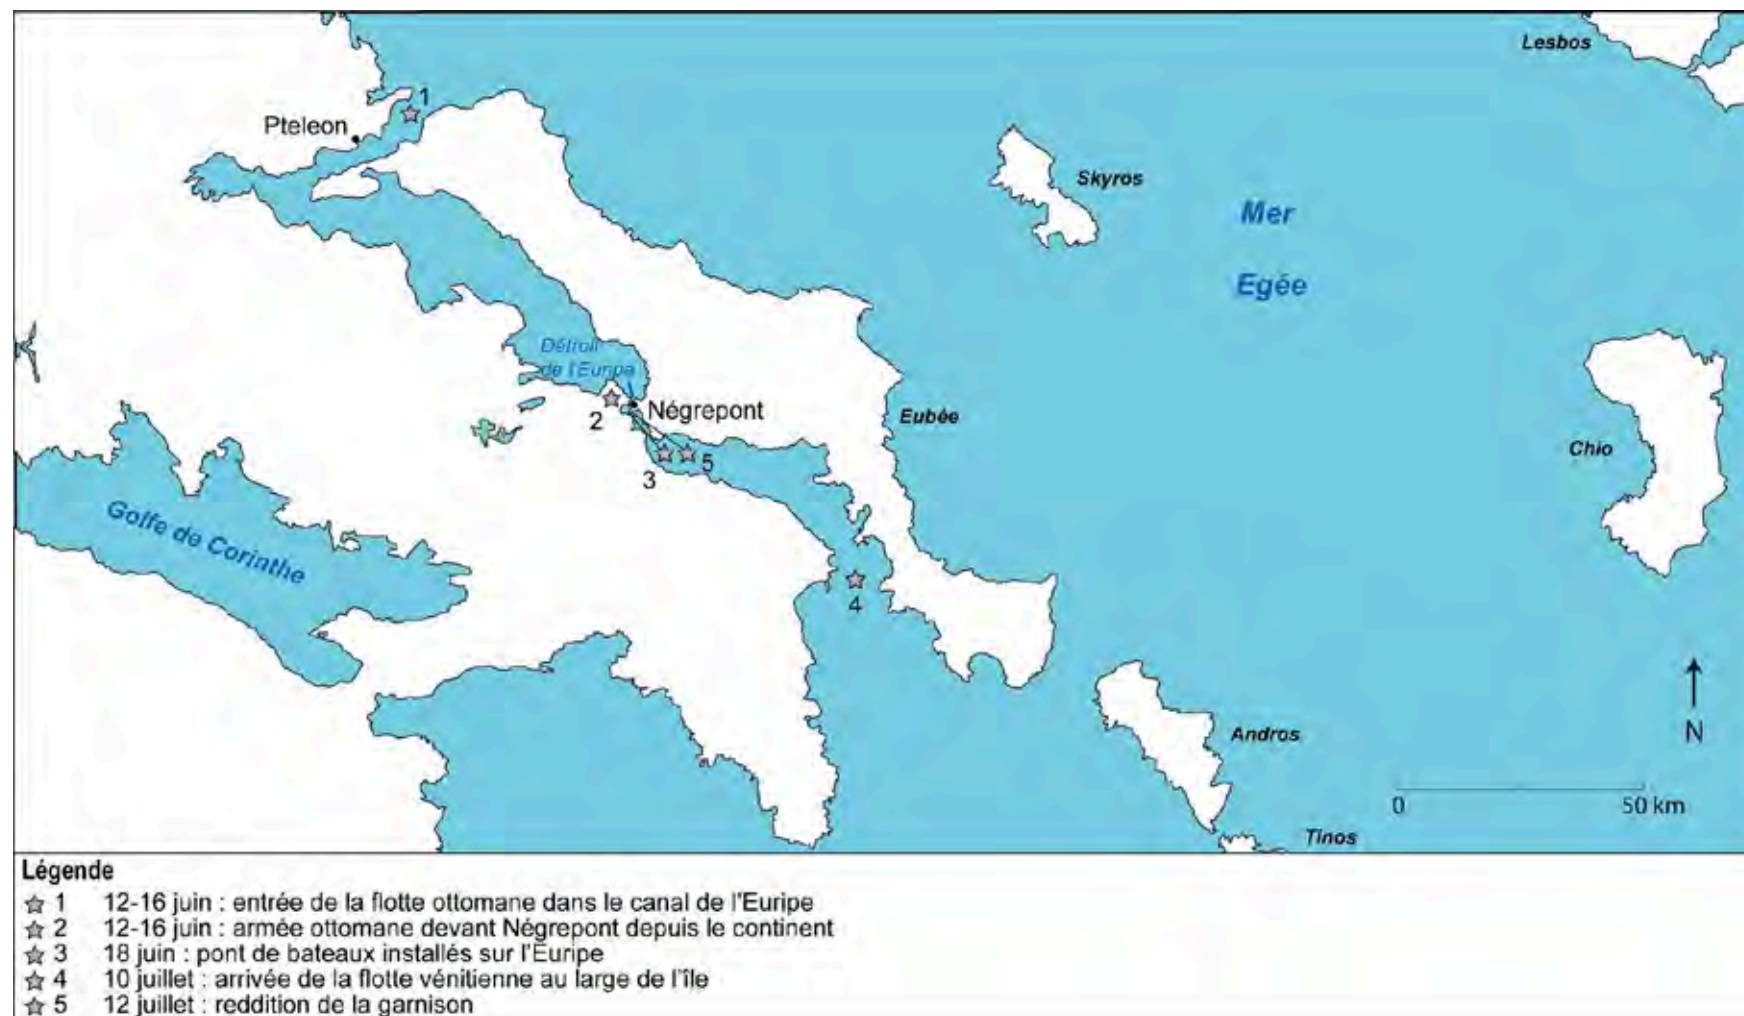 Lesbos
1
Pteleon
Skyros
Mer
Egée
Détroit
de l'Euripe
2
Négrepont
Eubée
3
5
Chio
Golfe de Corinthe
4
Andros
N
0
50 km
Tinos
Légende
1 12-16 juin : entrée de la flotte ottomane dans le canal de l'Euripe
2 12-16 juin : armée ottomane devant Négrepont depuis le continent
3 18 juin : pont de bateaux installés sur l'Euripe
4 10 juillet : arrivée de la flotte vénitienne au large de l'île
5 12 juillet : reddition de la garnison